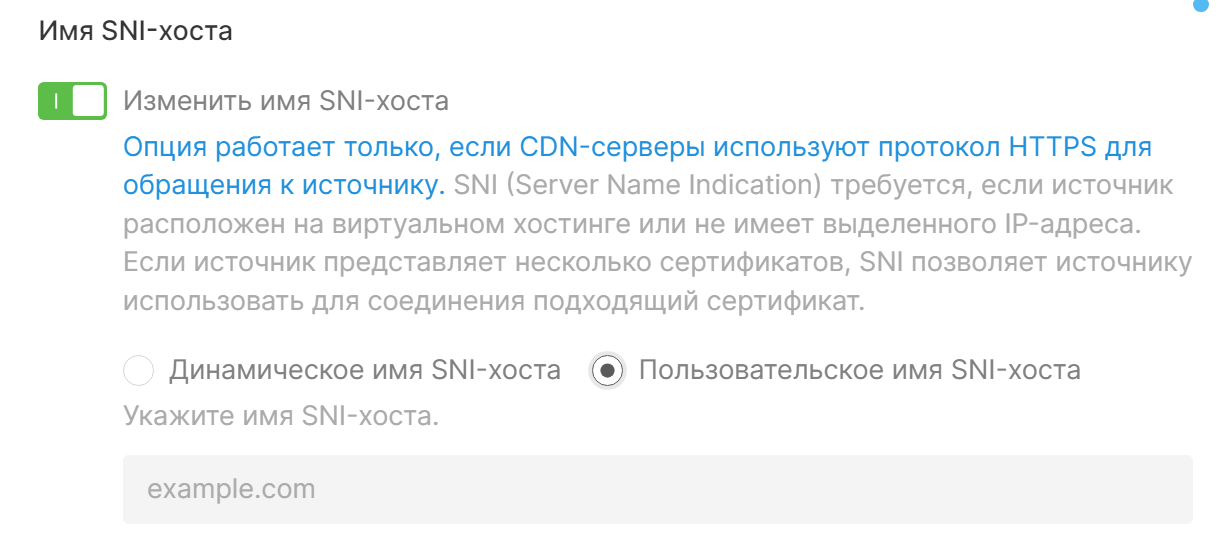 Имя SNI-хоста
Изменить имя SNI-хоста
Опция работает только, если CDN-серверы используют протокол HTTPS для
обращения к источнику. SNI (Server Name Indication) требуется, если источник
расположен на виртуальном хостинге или не имеет выделенного IP-адреса.
Если источник представляет несколько сертификатов, SNI позволяет источнику
использовать для соединения подходящий сертификат.
Динамическое имя SNI-хоста Пользовательское имя SNI-хоста
Укажите имя SNI-хоста.
example.com